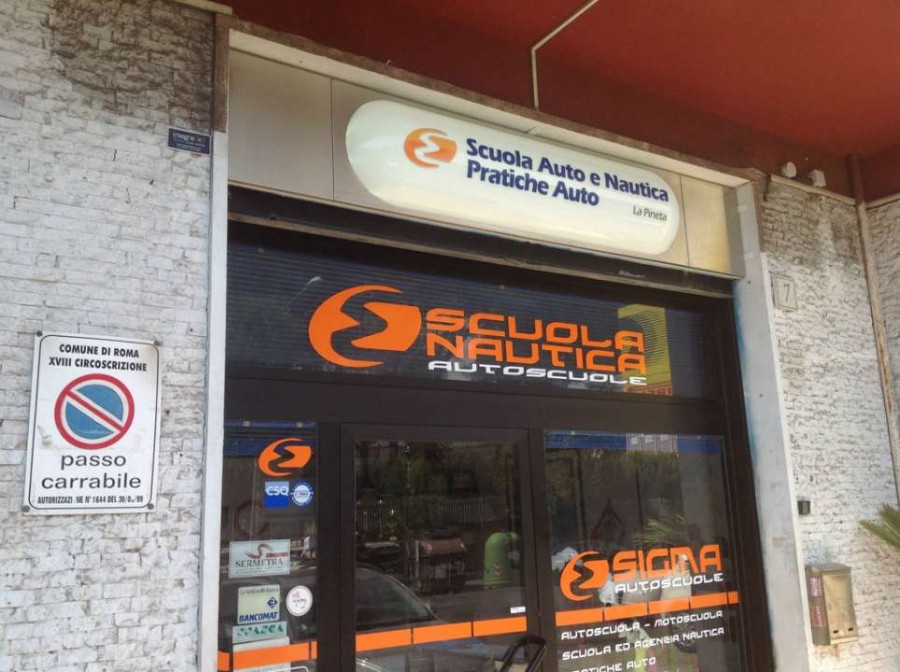 Scuola Auto e Nautica
Pratiche Auto
La Pineta
7
SCUOLA
NAUTICA
AUTOSCUOLE
COMUNE DI ROMA
XVIII CIRCOSCRIZIONE
passo
carrabile
CSQ
SERMETRA
BANCOMAT
SIGMA
AUTOSCUOLE
AUTOSCUOLA - MOTOSCUOLA
SCUOLA ED AGENZIA NAUTICA
PRATICHE AUTO